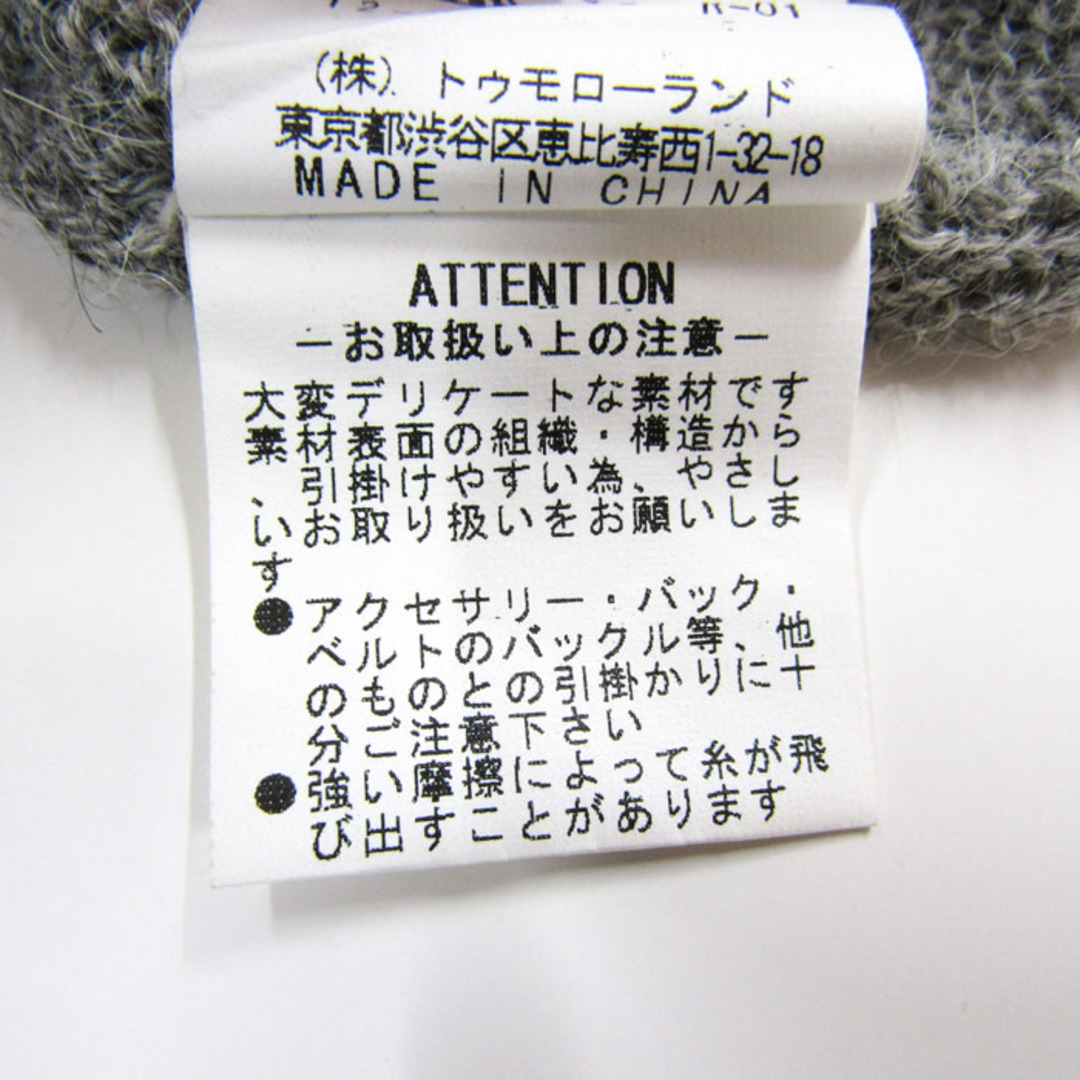 R-01
(株) トゥモローランド
東京都渋谷区恵比寿西1-32-18
MADE IN CHINA
ATTENTION
―お取扱い上の注意―
大変デリケートな素材です
素材表面の組織・構造から
、引掛けやすい為、やさし
いお取り扱いをお願いしま
す
●アクセサリー・バック・
ベルトのバックル等、他
のものとの引掛かりに十
分ご注意下さい
●強い摩擦によって糸が飛
び出すことがあります